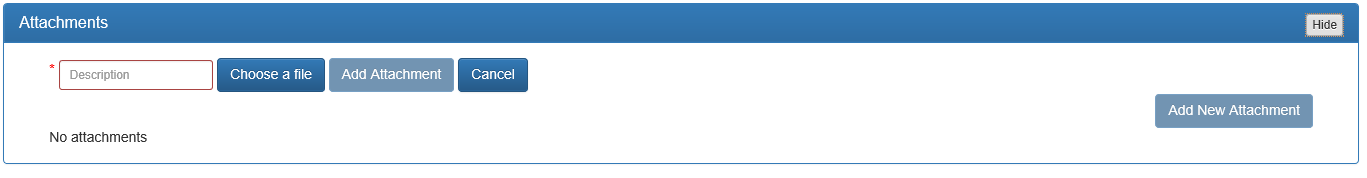 Attachments Hide
* Description Choose a file Add Attachment Cancel
Add New Attachment
No attachments